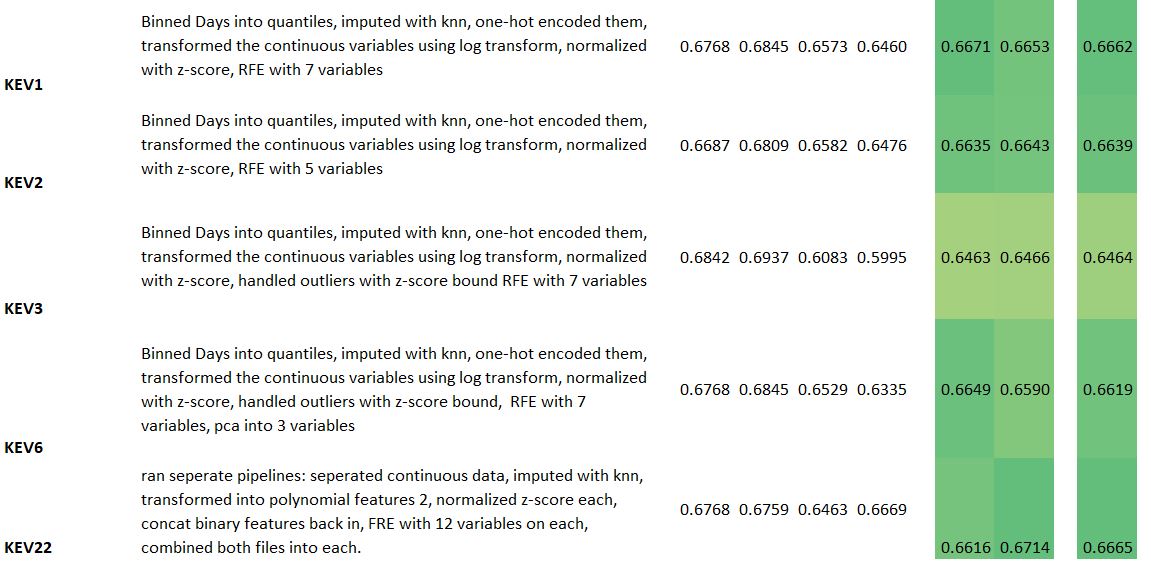 Binned Days into quantiles, imputed with knn, one-hot encoded them,
transformed the continuous variables using log transform, normalized
with z-score, RFE with 7 variables
0.6768 0.6845 0.6573 0.6460 0.6671 0.6653 0.6662
KEV1
Binned Days into quantiles, imputed with knn, one-hot encoded them,
transformed the continuous variables using log transform, normalized
with z-score, RFE with 5 variables
0.6687 0.6809 0.6582 0.6476 0.6635 0.6643 0.6639
KEV2
Binned Days into quantiles, imputed with knn, one-hot encoded them,
transformed the continuous variables using log transform, normalized
with z-score, handled outliers with z-score bound RFE with 7 variables
0.6842 0.6937 0.6083 0.5995 0.6463 0.6466 0.6464
KEV3
Binned Days into quantiles, imputed with knn, one-hot encoded them,
transformed the continuous variables using log transform, normalized
with z-score, handled outliers with z-score bound, RFE with 7
variables, pca into 3 variables
0.6768 0.6845 0.6529 0.6335 0.6649 0.6590 0.6619
KEV6
ran seperate pipelines: seperated continuous data, imputed with knn,
transformed into polynomial features 2, normalized z-score each,
concat binary features back in, FRE with 12 variables on each,
combined both files into each.
0.6768 0.6759 0.6463 0.6669
KEV22
0.6616 0.6714 0.6665